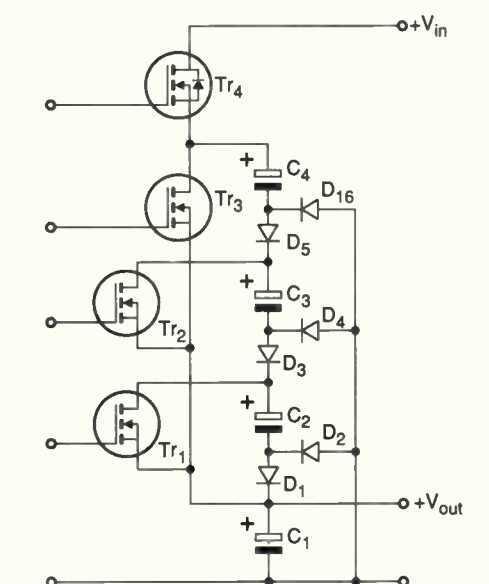 +Vin
Tr4
+
C4
D16
Tr3
D5
+
C3
D4
Tr2
D3
+
C2
D2
Tr1
D1
+Vout
+
C1